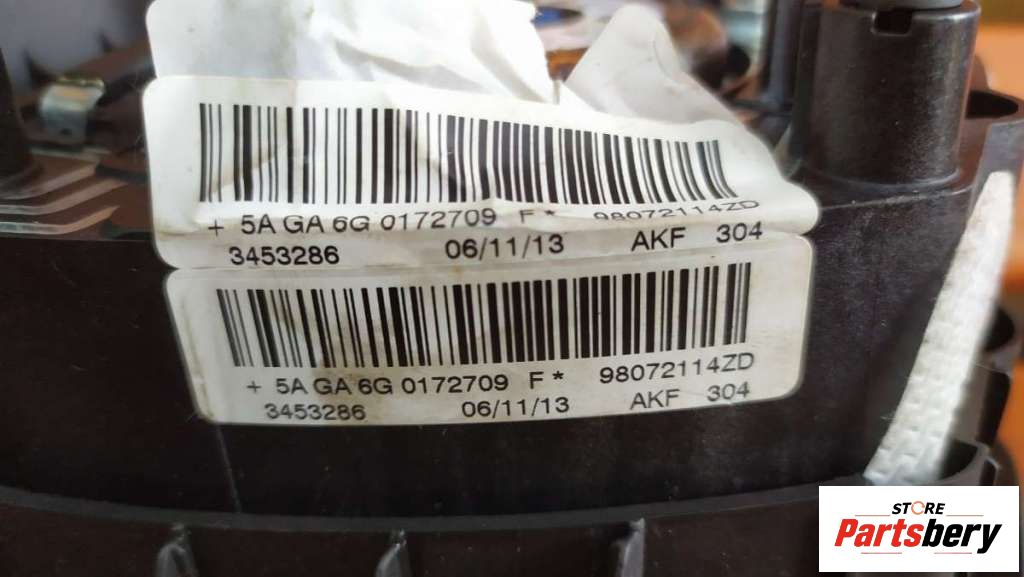 + 5A GA 6G 0172709 F* 98072114ZD
3453286 06/11/13 AKF 304
+ 5A GA 6G 0172709 F* 98072114ZD
3453286 06/11/13 AKF 304
STORE
Partsbery